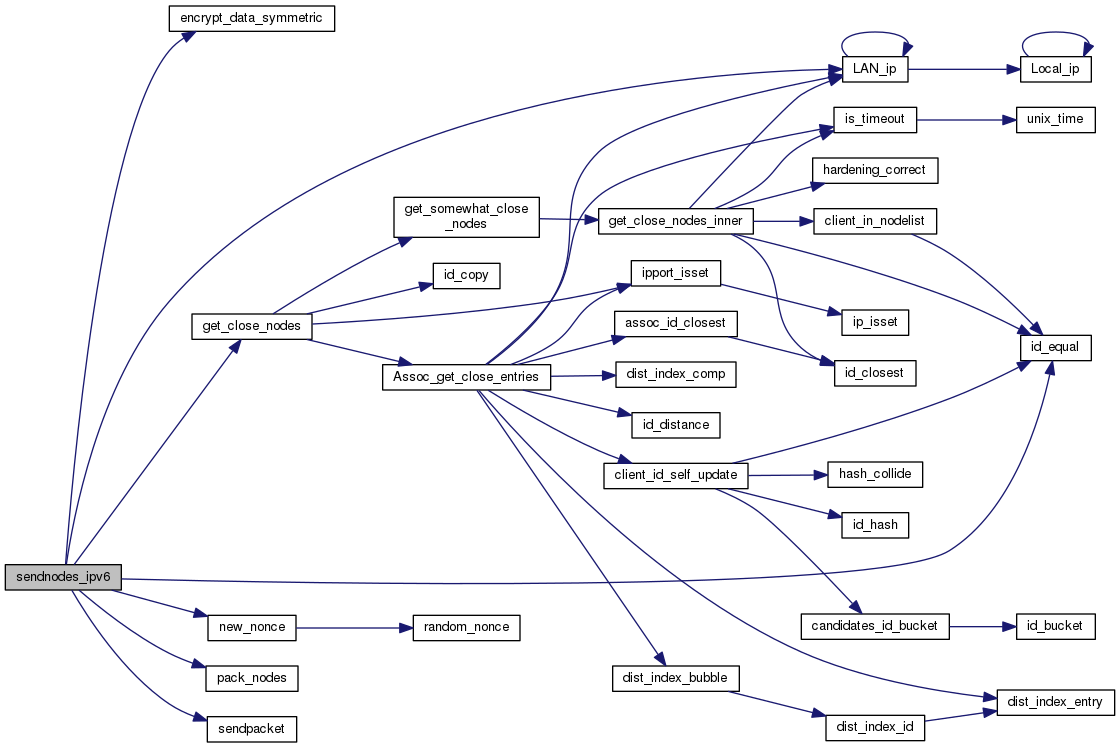 encrypt_data_symmetric
LAN_ip
Local_ip
is_timeout
unix_time
hardening_correct
get_somewhat_close
_nodes
get_close_nodes_inner
client_in_nodelist
id_copy
ipport_isset
get_close_nodes
assoc_id_closest
ip_isset
id_equal
Assoc_get_close_entries
dist_index_comp
id_closest
id_distance
client_id_self_update
hash_collide
id_hash
sendnodes_ipv6
new_nonce
random_nonce
candidates_id_bucket
id_bucket
pack_nodes
dist_index_bubble
dist_index_entry
sendpacket
dist_index_id